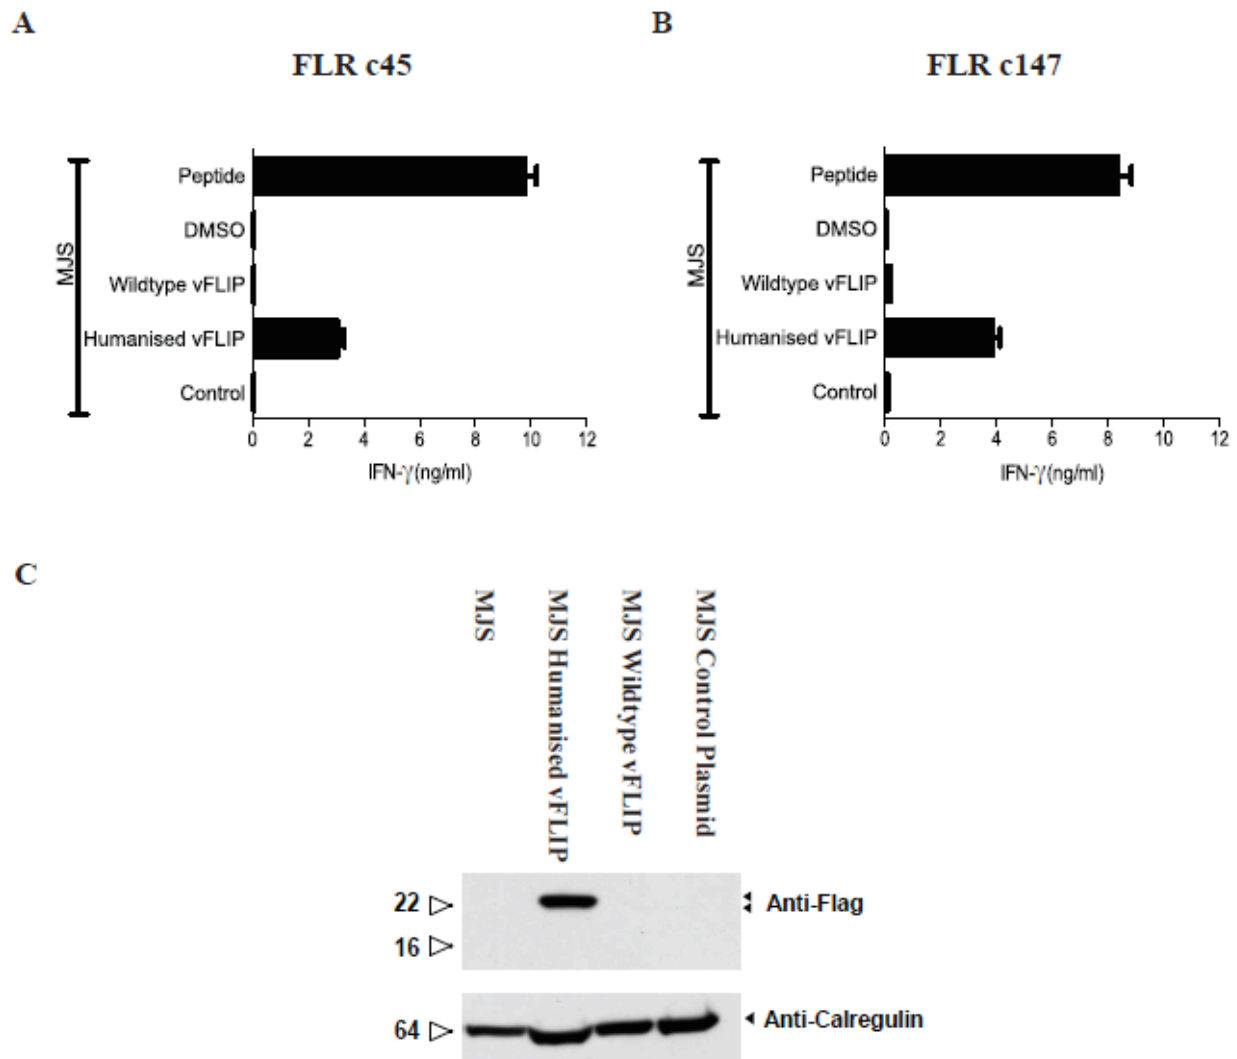 A
FLR c45
MJS
Peptide
DMSO
Wildtype vFLIP
Humanised vFLIP
Control
0 2 4 6 8 10 12
IFN-γ(ng/ml)
B
FLR c147
MJS
Peptide
DMSO
Wildtype vFLIP
Humanised vFLIP
Control
0 2 4 6 8 10 12
IFN-γ(ng/ml)
C
MJS
MJS Humanised vFLIP
MJS Wildtype vFLIP
MJS Control Plasmid
22
Anti-Flag
16
64
Anti-Calregulin